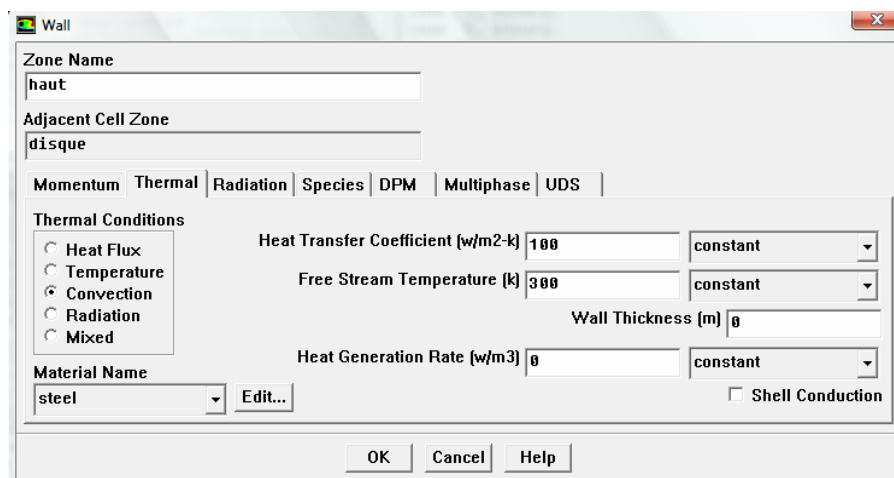 Wall
Zone Name
haut
Adjacent Cell Zone
disque
Momentum Thermal Radiation Species DPM Multiphase UDS
Thermal Conditions
Heat Flux
Temperature
Convection
Radiation
Mixed
Material Name
steel Edit...
Heat Transfer Coefficient (w/m2-k) 100 constant
Free Stream Temperature (k) 300 constant
Wall Thickness (m) 0
Heat Generation Rate (w/m3) 0 constant
Shell Conduction
OK Cancel Help